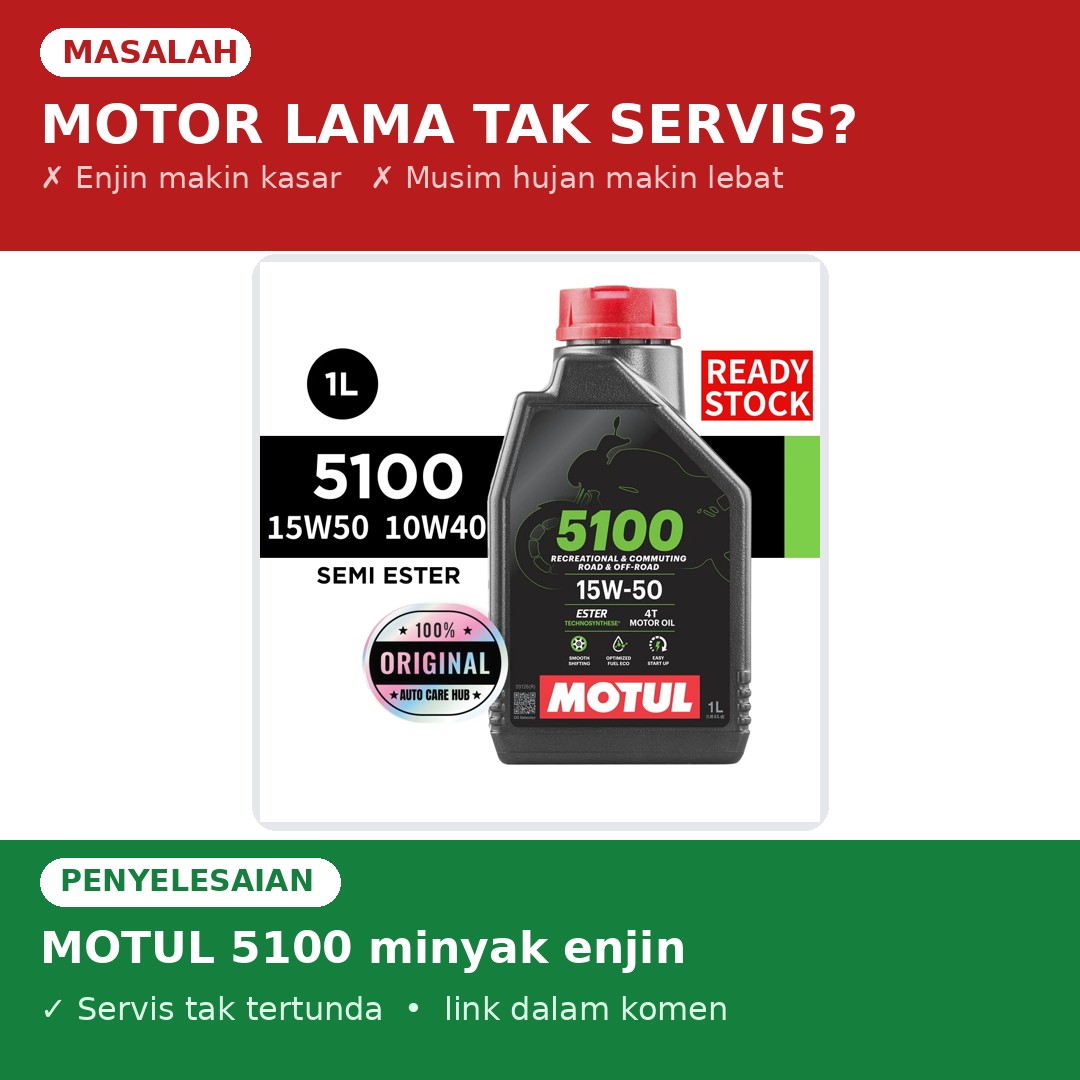 MASALAH
MOTOR LAMA TAK SERVIS?
✗ Enjin makin kasar ✗ Musim hujan makin lebat
1L
READY
STOCK
5100
15W50 10W40
SEMI ESTER
★ 100% ★
ORIGINAL
★AUTO CARE HUB★
5100
RECREATIONAL & COMMUTING
ROAD & OFF-ROAD
15W-50
ESTER
TECHNOSYNTHESE®
4T
MOTOR OIL
SMOOTH
SHIFTING
OPTIMIZED
FUEL ECO
EASY
START UP
MOTUL
1L
PENYELESAIAN
MOTUL 5100 minyak enjin
✓ Servis tak tertunda • link dalam komen